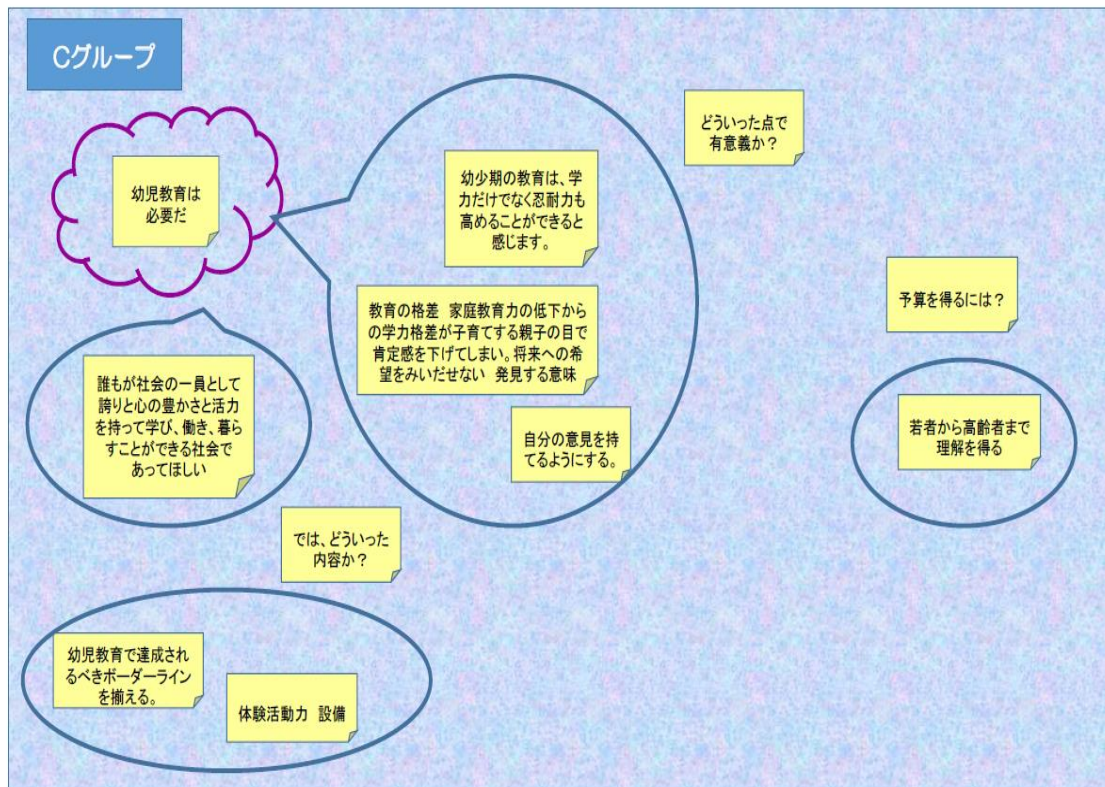 Cグループ
幼児教育は
必要だ
誰もが社会の一員として
誇りと心の豊かさと活力
を持って学び、働き、暮ら
すことができる社会で
あってほしい
幼少期の教育は、学
力だけでなく忍耐力も
高めることができると
感じます。
教育の格差　家庭教育力の低下から
の学力格差が子育てする親子の目で
肯定感を下げてしまい。将来への希
望をみいだせない　発見する意味
自分の意見を持
てるようにする。
どういった点で
有意義か？
予算を得るには？
若者から高齢者まで
理解を得る
では、どういった
内容か？
幼児教育で達成され
るべきボーダーライン
を揃える。
体験活動力　設備